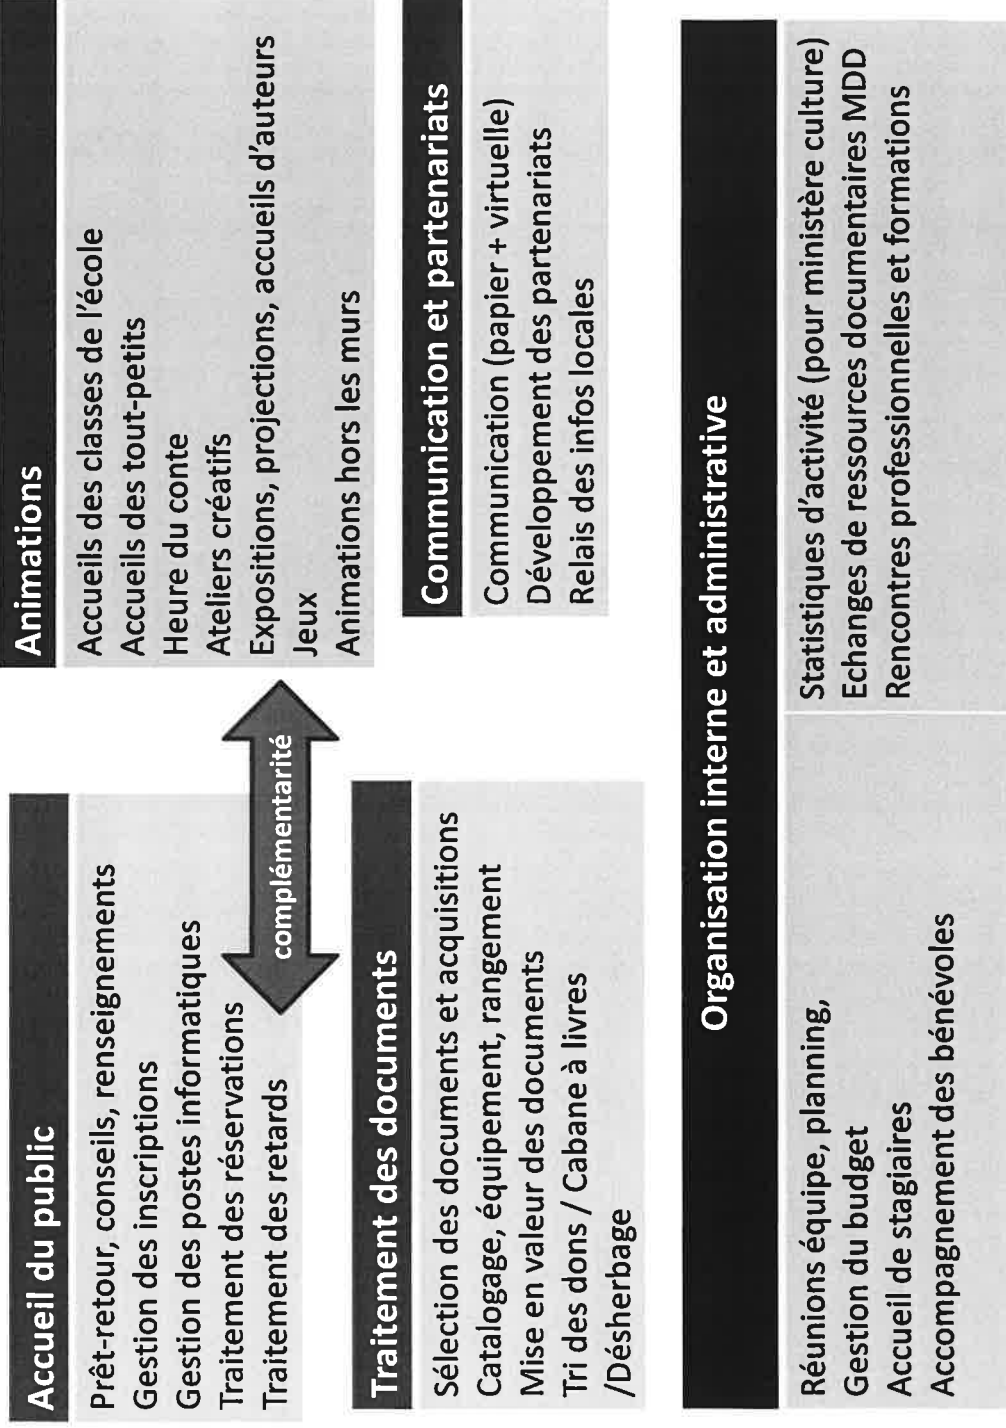 Accueil du public
Prêt-retour, conseils, renseignements
Gestion des inscriptions
Gestion des postes informatiques
Traitement des réservations
Traitement des retards
complémentarité
Animations
Accueils des classes de l'école
Accueils des tout-petits
Heure du conte
Ateliers créatifs
Expositions, projections, accueils d'auteurs
Jeux
Animations hors les murs
Traitement des documents
Sélection des documents et acquisitions
Catalogage, équipement, rangement
Mise en valeur des documents
Tri des dons / Cabane à livres
/Désherbage
Communication et partenariats
Communication (papier + virtuelle)
Développement des partenariats
Relais des infos locales
Organisation interne et administrative
Réunions équipe, planning,
Gestion du budget
Accueil de stagiaires
Accompagnement des bénévoles
Statistiques d'activité (pour ministère culture)
Echanges de ressources documentaires MDD
Rencontres professionnelles et formations